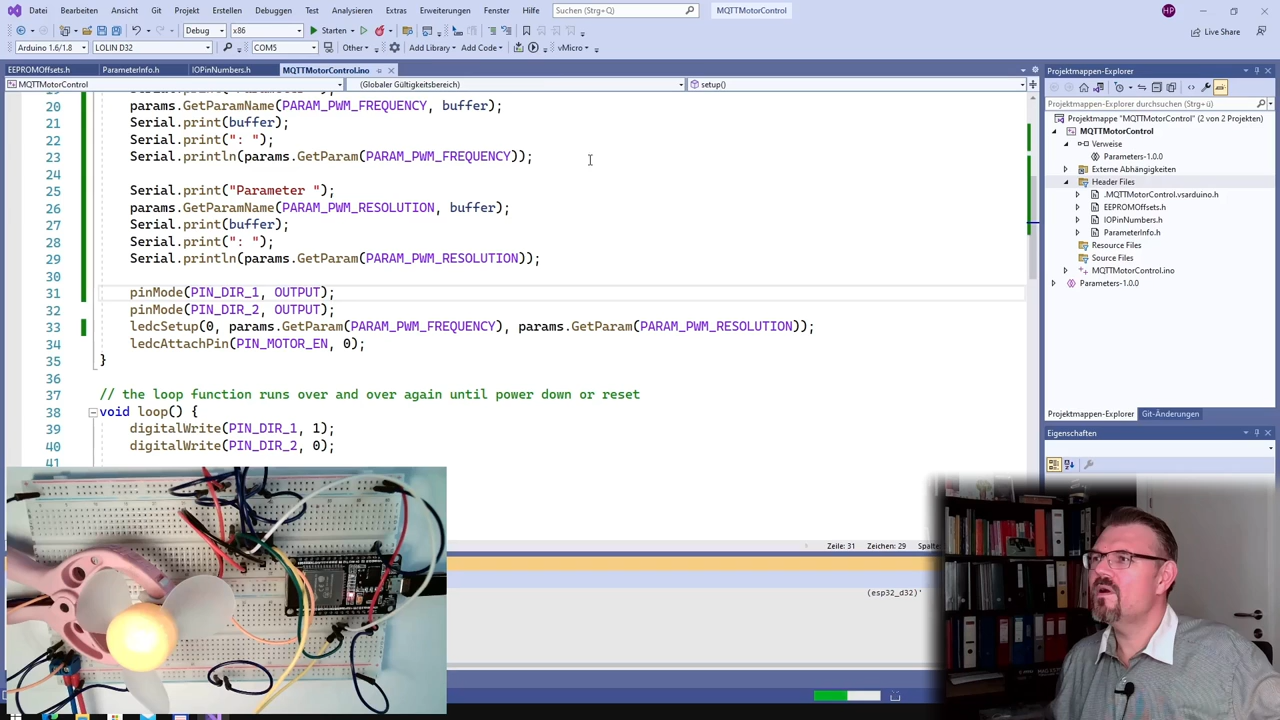 Datei Bearbeiten Ansicht Git Projekt Erstellen Debuggen Test Analysieren Extras Erweiterungen Fenster Hilfe Suchen (Strg+Q) MQTTMotorControl HP
Debug x86 Starten Live Share
Arduino 1.6/1.8 LOLIN D32 COM5 Other Add Library Add Code vMicro
EEPROMOffsets.h ParameterInfo.h IOPinNumbers.h MQTTMotorControl.ino
MQTTMotorControl (Globaler Gültigkeitsbereich) setup()
20 params.GetParamName(PARAM_PWM_FREQUENCY, buffer);
21 Serial.print(buffer);
22 Serial.print(": ");
23 Serial.println(params.GetParam(PARAM_PWM_FREQUENCY));
24
25 Serial.print("Parameter ");
26 params.GetParamName(PARAM_PWM_RESOLUTION, buffer);
27 Serial.print(buffer);
28 Serial.print(": ");
29 Serial.println(params.GetParam(PARAM_PWM_RESOLUTION));
30
31 pinMode(PIN_DIR_1, OUTPUT);
32 pinMode(PIN_DIR_2, OUTPUT);
33 ledcSetup(0, params.GetParam(PARAM_PWM_FREQUENCY), params.GetParam(PARAM_PWM_RESOLUTION));
34 ledcAttachPin(PIN_MOTOR_EN, 0);
35 }
36
37 // the loop function runs over and over again until power down or reset
38 void loop() {
39 digitalWrite(PIN_DIR_1, 1);
40 digitalWrite(PIN_DIR_2, 0);
41
Zeile: 31 Zeichen: 29 Spalte
(esp32_d32)'
Projektmappen-Explorer
Projektmappen-Explorer durchsuchen (Strg+ü)
Projektmappe "MQTTMotorControl" (2 von 2 Projekten)
MQTTMotorControl
Verweise
Parameters-1.0.0
Externe Abhängigkeiten
Header Files
.MQTTMotorControl.vsarduino.h
EEPROMOffsets.h
IOPinNumbers.h
ParameterInfo.h
Resource Files
Source Files
MQTTMotorControl.ino
Parameters-1.0.0
Projektmappen-Explorer Git-Änderungen
Eigenschaften